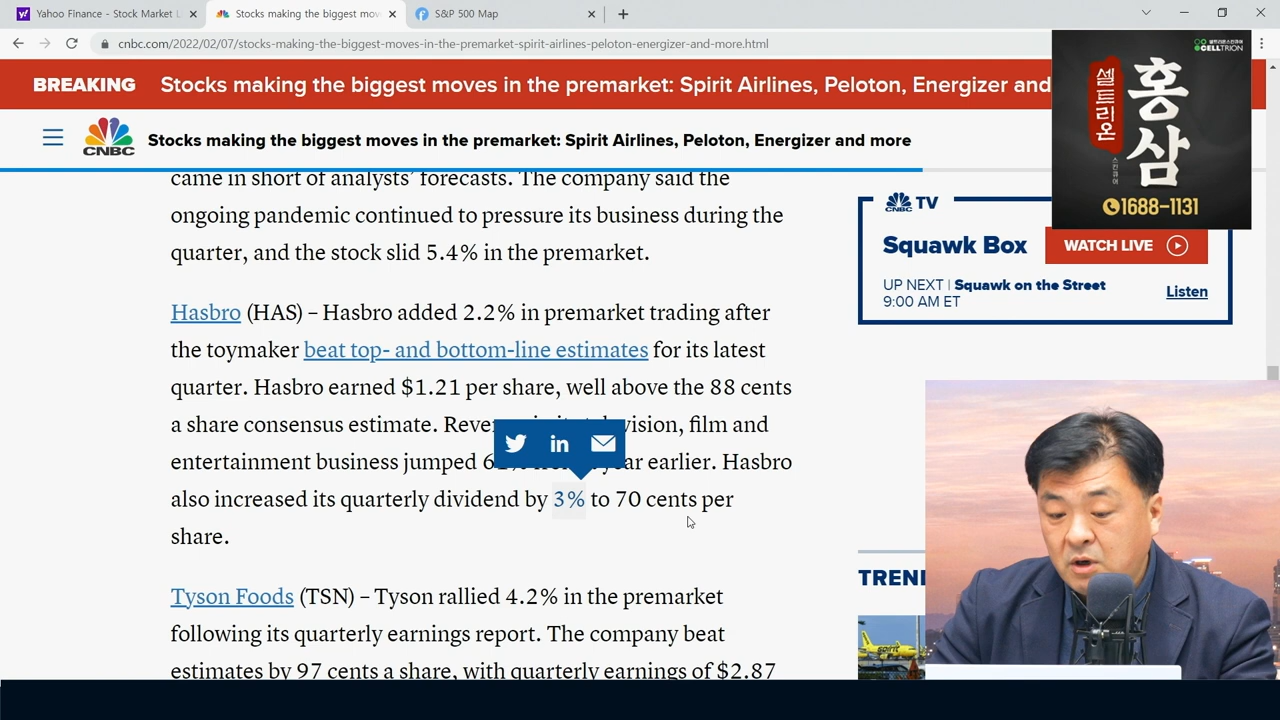 Yahoo Finance - Stock Market L
Stocks making the biggest mov
S&P 500 Map
cnbc.com/2022/02/07/stocks-making-the-biggest-moves-in-the-premarket-spirit-airlines-peloton-energizer-and-more.html
CELLTRION
셀트리온
스킨큐어
홍삼
1688-1131
BREAKING
Stocks making the biggest moves in the premarket: Spirit Airlines, Peloton, Energizer and
CNBC
Stocks making the biggest moves in the premarket: Spirit Airlines, Peloton, Energizer and more
came in short of analysts’ forecasts. The company said the
ongoing pandemic continued to pressure its business during the
quarter, and the stock slid 5.4% in the premarket.
Hasbro (HAS) – Hasbro added 2.2% in premarket trading after
the toymaker beat top- and bottom-line estimates for its latest
quarter. Hasbro earned $1.21 per share, well above the 88 cents
a share consensus estimate. film and
entertainment business jumped earlier. Hasbro
also increased its quarterly dividend by 3% to 70 cents per
share.
in
Tyson Foods (TSN) – Tyson rallied 4.2% in the premarket
following its quarterly earnings report. The company beat
estimates by 97 cents a share, with quarterly earnings of $2.87
CNBC TV
Squawk Box
WATCH LIVE
UP NEXT | Squawk on the Street
9:00 AM ET
Listen
TREN
spirit